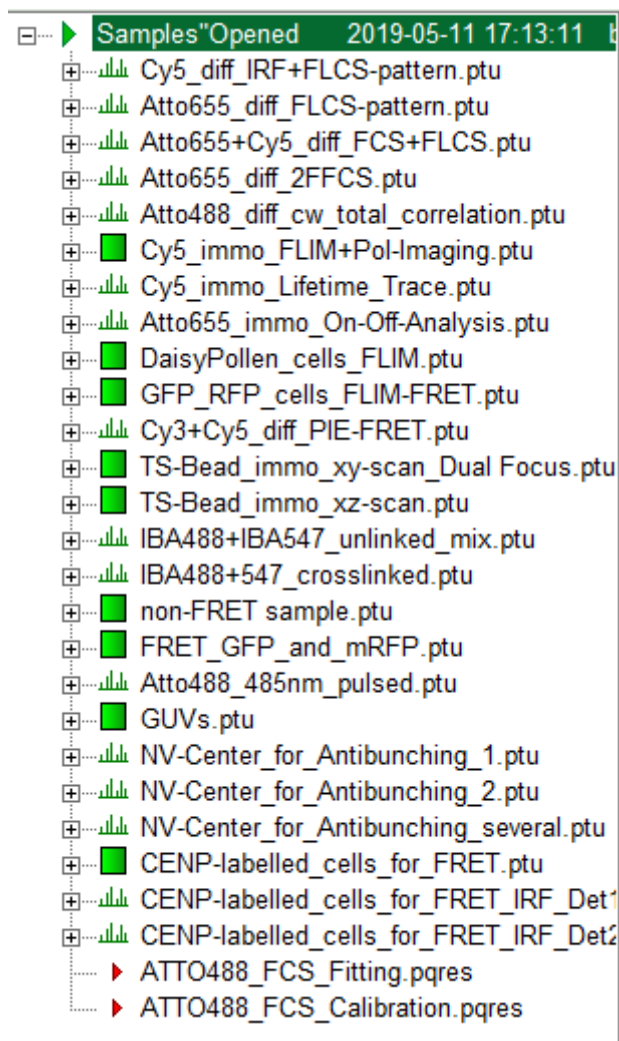 Samples"Opened 2019-05-11 17:13:11
Cy5_diff_IRF+FLCS-pattern.ptu
Atto655_diff_FLCS-pattern.ptu
Atto655+Cy5_diff_FCS+FLCS.ptu
Atto655_diff_2FFCS.ptu
Atto488_diff_cw_total_correlation.ptu
Cy5_immo_FLIM+Pol-Imaging.ptu
Cy5_immo_Lifetime_Trace.ptu
Atto655_immo_On-Off-Analysis.ptu
DaisyPollen_cells_FLIM.ptu
GFP_RFP_cells_FLIM-FRET.ptu
Cy3+Cy5_diff_PIE-FRET.ptu
TS-Bead_immo_xy-scan_Dual Focus.ptu
TS-Bead_immo_xz-scan.ptu
IBA488+IBA547_unlinked_mix.ptu
IBA488+547_crosslinked.ptu
non-FRET sample.ptu
FRET_GFP_and_mRFP.ptu
Atto488_485nm_pulsed.ptu
GUVs.ptu
NV-Center_for_Antibunching_1.ptu
NV-Center_for_Antibunching_2.ptu
NV-Center_for_Antibunching_several.ptu
CENP-labelled_cells_for_FRET.ptu
CENP-labelled_cells_for_FRET_IRF_Det1
CENP-labelled_cells_for_FRET_IRF_Det2
ATTO488_FCS_Fitting.pqres
ATTO488_FCS_Calibration.pqres